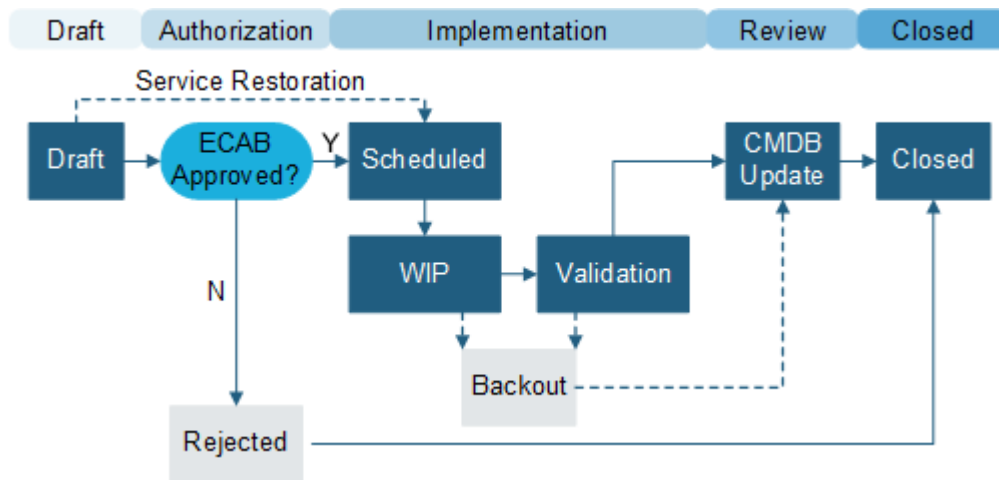 Draft
Authorization
Implementation
Review
Closed
Service Restoration
Draft
ECAB
Approved?
Y
Scheduled
CMDB
Update
Closed
WIP
Validation
N
Backout
Rejected